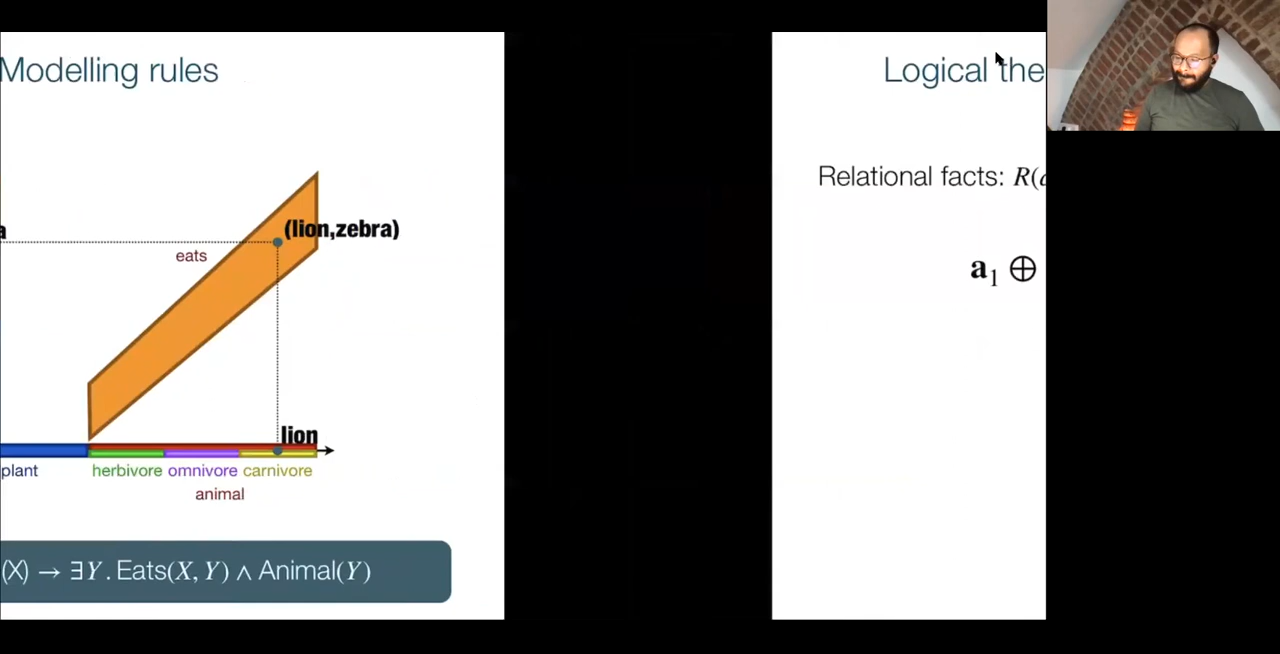 Modelling rules
(lion,zebra)
eats
lion
plant herbivore omnivore carnivore
animal
(X) → ∃Y. Eats(X, Y) ∧ Animal(Y)
Logical the
Relational facts: R(
a₁ ⊕